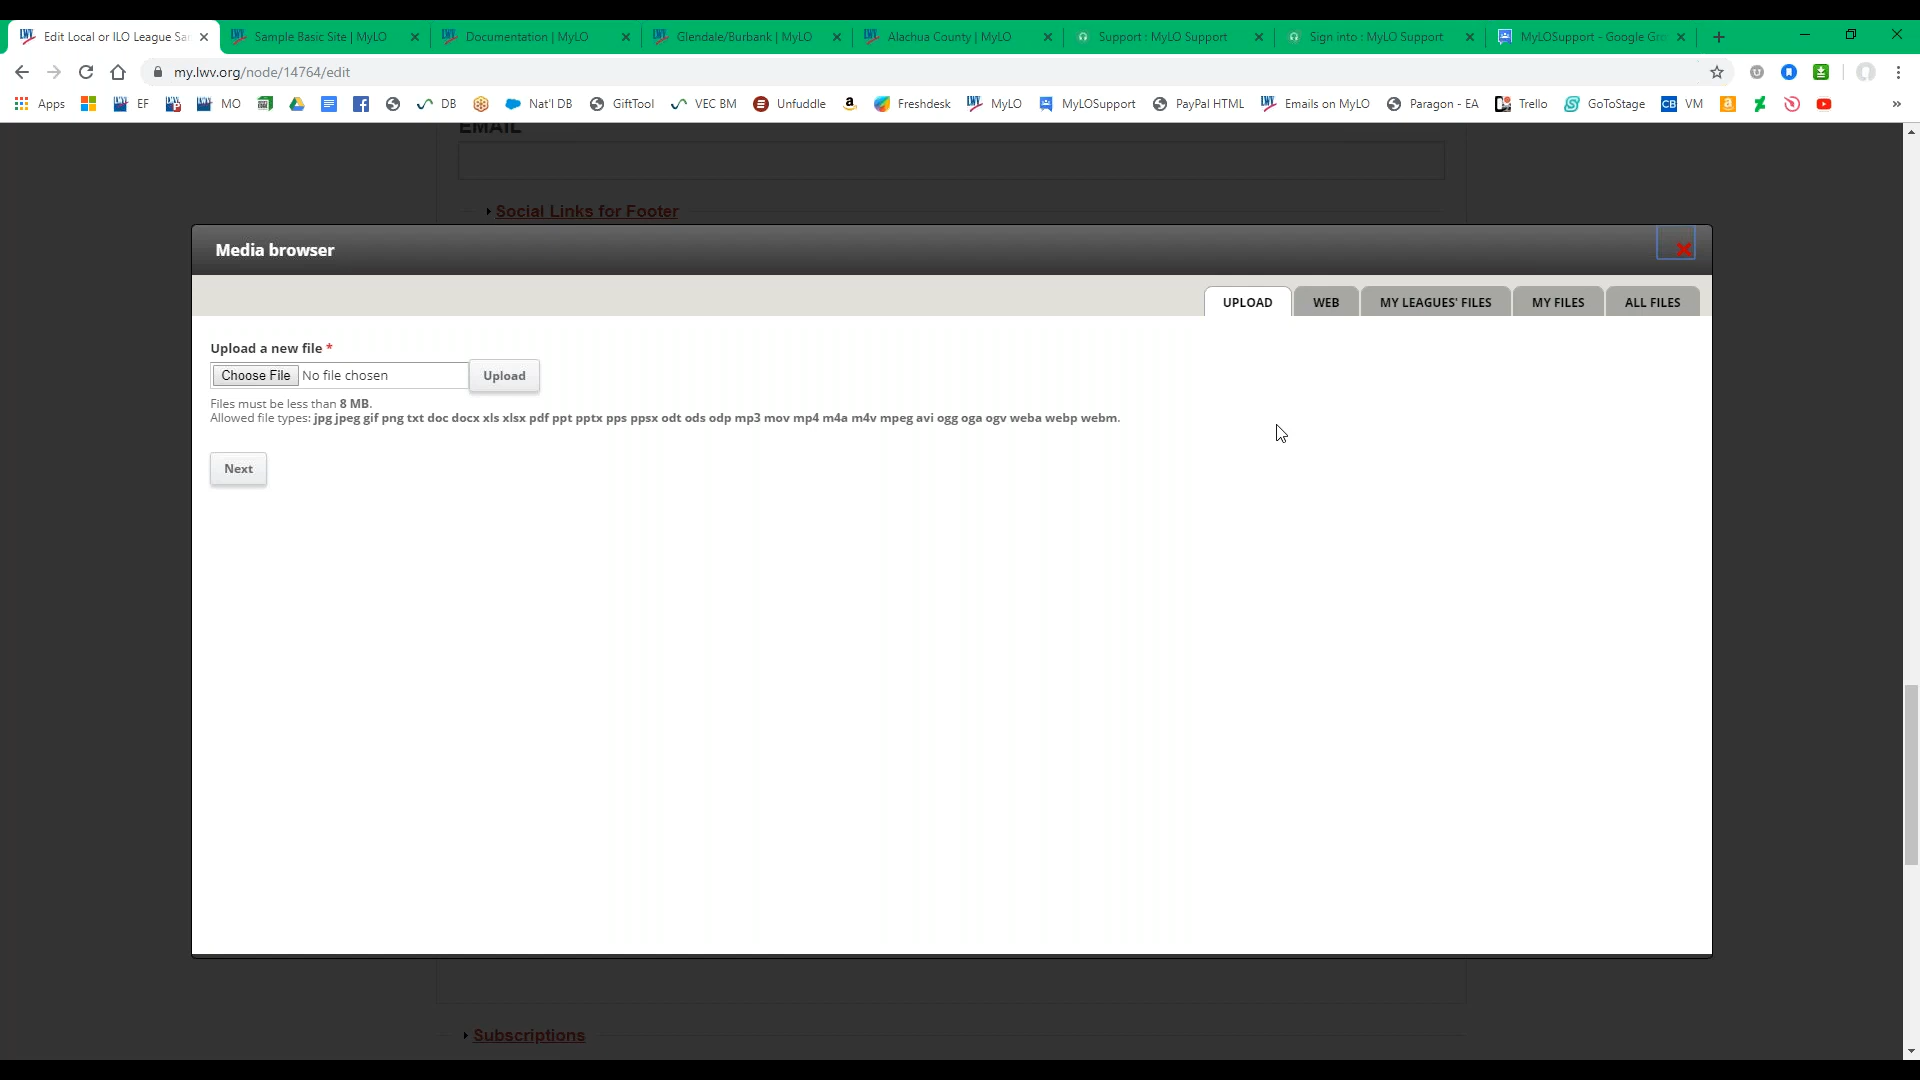 Edit Local or ILO League Sa
Sample Basic Site | MyLO
Documentation | MyLO
Glendale/Burbank | MyLO
Alachua County | MyLO
Support : MyLO Support
Sign into : MyLO Support
MyLOSupport - Google Gr
my.lwv.org/node/14764/edit
Apps EF MO DB Nat'l DB GiftTool VEC BM Unfuddle Freshdesk MyLO MyLOSupport PayPal HTML Emails on MyLO Paragon - EA Trello GoToStage CB VM
EMAIL
Social Links for Footer
Media browser
UPLOAD WEB MY LEAGUES' FILES MY FILES ALL FILES
Upload a new file *
Choose File No file chosen Upload
Files must be less than 8 MB.
Allowed file types: jpg jpeg gif png txt doc docx xls xlsx pdf ppt pptx pps ppsx odt ods odp mp3 mov mp4 m4a m4v mpeg avi ogg oga ogv weba webp webm.
Next
Subscriptions